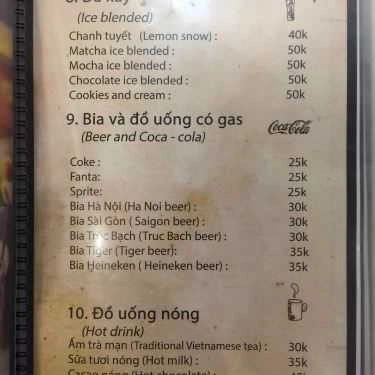 (Ice blended)
Chanh tuyết (Lemon snow) : 40k
Matcha ice blended : 50k
Mocha ice blended : 50k
Chocolate ice blended : 50k
Cookies and cream : 50k
9. Bia và đồ uống có gas
(Beer and Coca - cola)
Coca-Cola
Coke : 25k
Fanta: 25k
Sprite: 25k
Bia Hà Nội (Ha Noi beer) : 30k
Bia Sài Gòn ( Saigon beer) : 30k
Bia Trúc Bạch (Truc Bach beer) : 30k
Bia Tiger (Tiger beer): 35k
Bia Heineken ( Heineken beer) : 35k
10. Đồ uống nóng
(Hot drink)
Ấm trà mạn (Traditional Vietnamese tea) : 30k
Sữa tươi nóng (Hot milk) : 35k
Cacao nóng (Hot chocolate) :